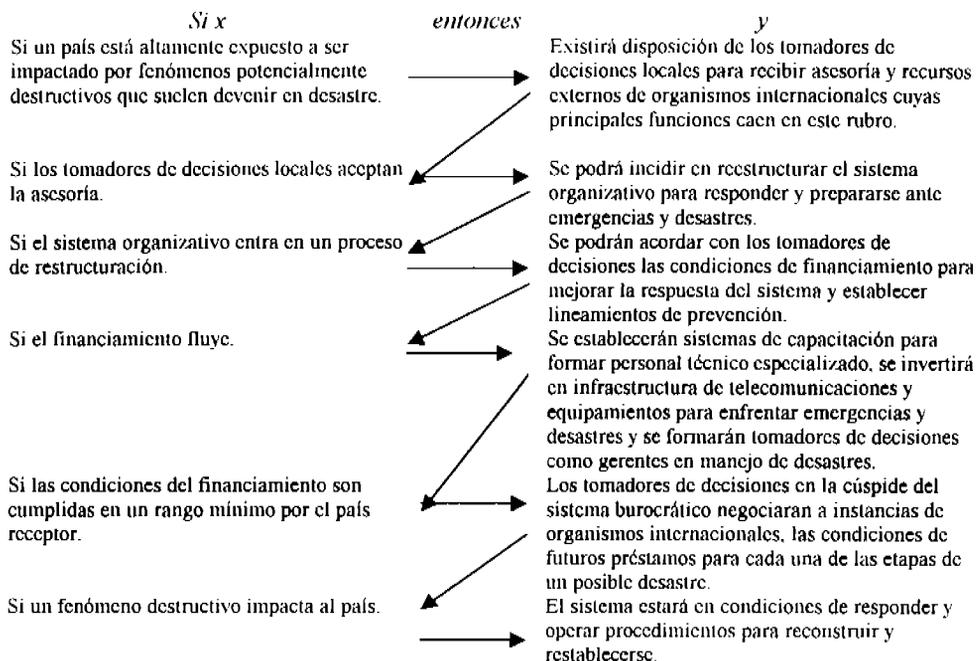 Si x entonces y
Si un país está altamente expuesto a ser
impactado por fenómenos potencialmente
destructivos que suelen devenir en desastre.
Existirá disposición de los tomadores de
decisiones locales para recibir asesoría y recursos
externos de organismos internacionales cuyas
principales funciones caen en este rubro.
Si los tomadores de decisiones locales aceptan
la asesoría.
Se podrá incidir en reestructurar el sistema
organizativo para responder y prepararse ante
emergencias y desastres.
Si el sistema organizativo entra en un proceso
de restructuración.
Se podrán acordar con los tomadores de
decisiones las condiciones de financiamiento para
mejorar la respuesta del sistema y establecer
lineamientos de prevención.
Si el financiamiento fluye.
Se establecerán sistemas de capacitación para
formar personal técnico especializado, se invertirá
en infraestructura de telecomunicaciones y
equipamientos para enfrentar emergencias y
desastres y se formarán tomadores de decisiones
como gerentes en manejo de desastres.
Si las condiciones del financiamiento son
cumplidas en un rango mínimo por el país
receptor.
Los tomadores de decisiones en la cúspide del
sistema burocrático negociaran a instancias de
organismos internacionales, las condiciones de
futuros préstamos para cada una de las etapas de
un posible desastre.
Si un fenómeno destructivo impacta al país.
El sistema estará en condiciones de responder y
operar procedimientos para reconstruir y
restablecerse.